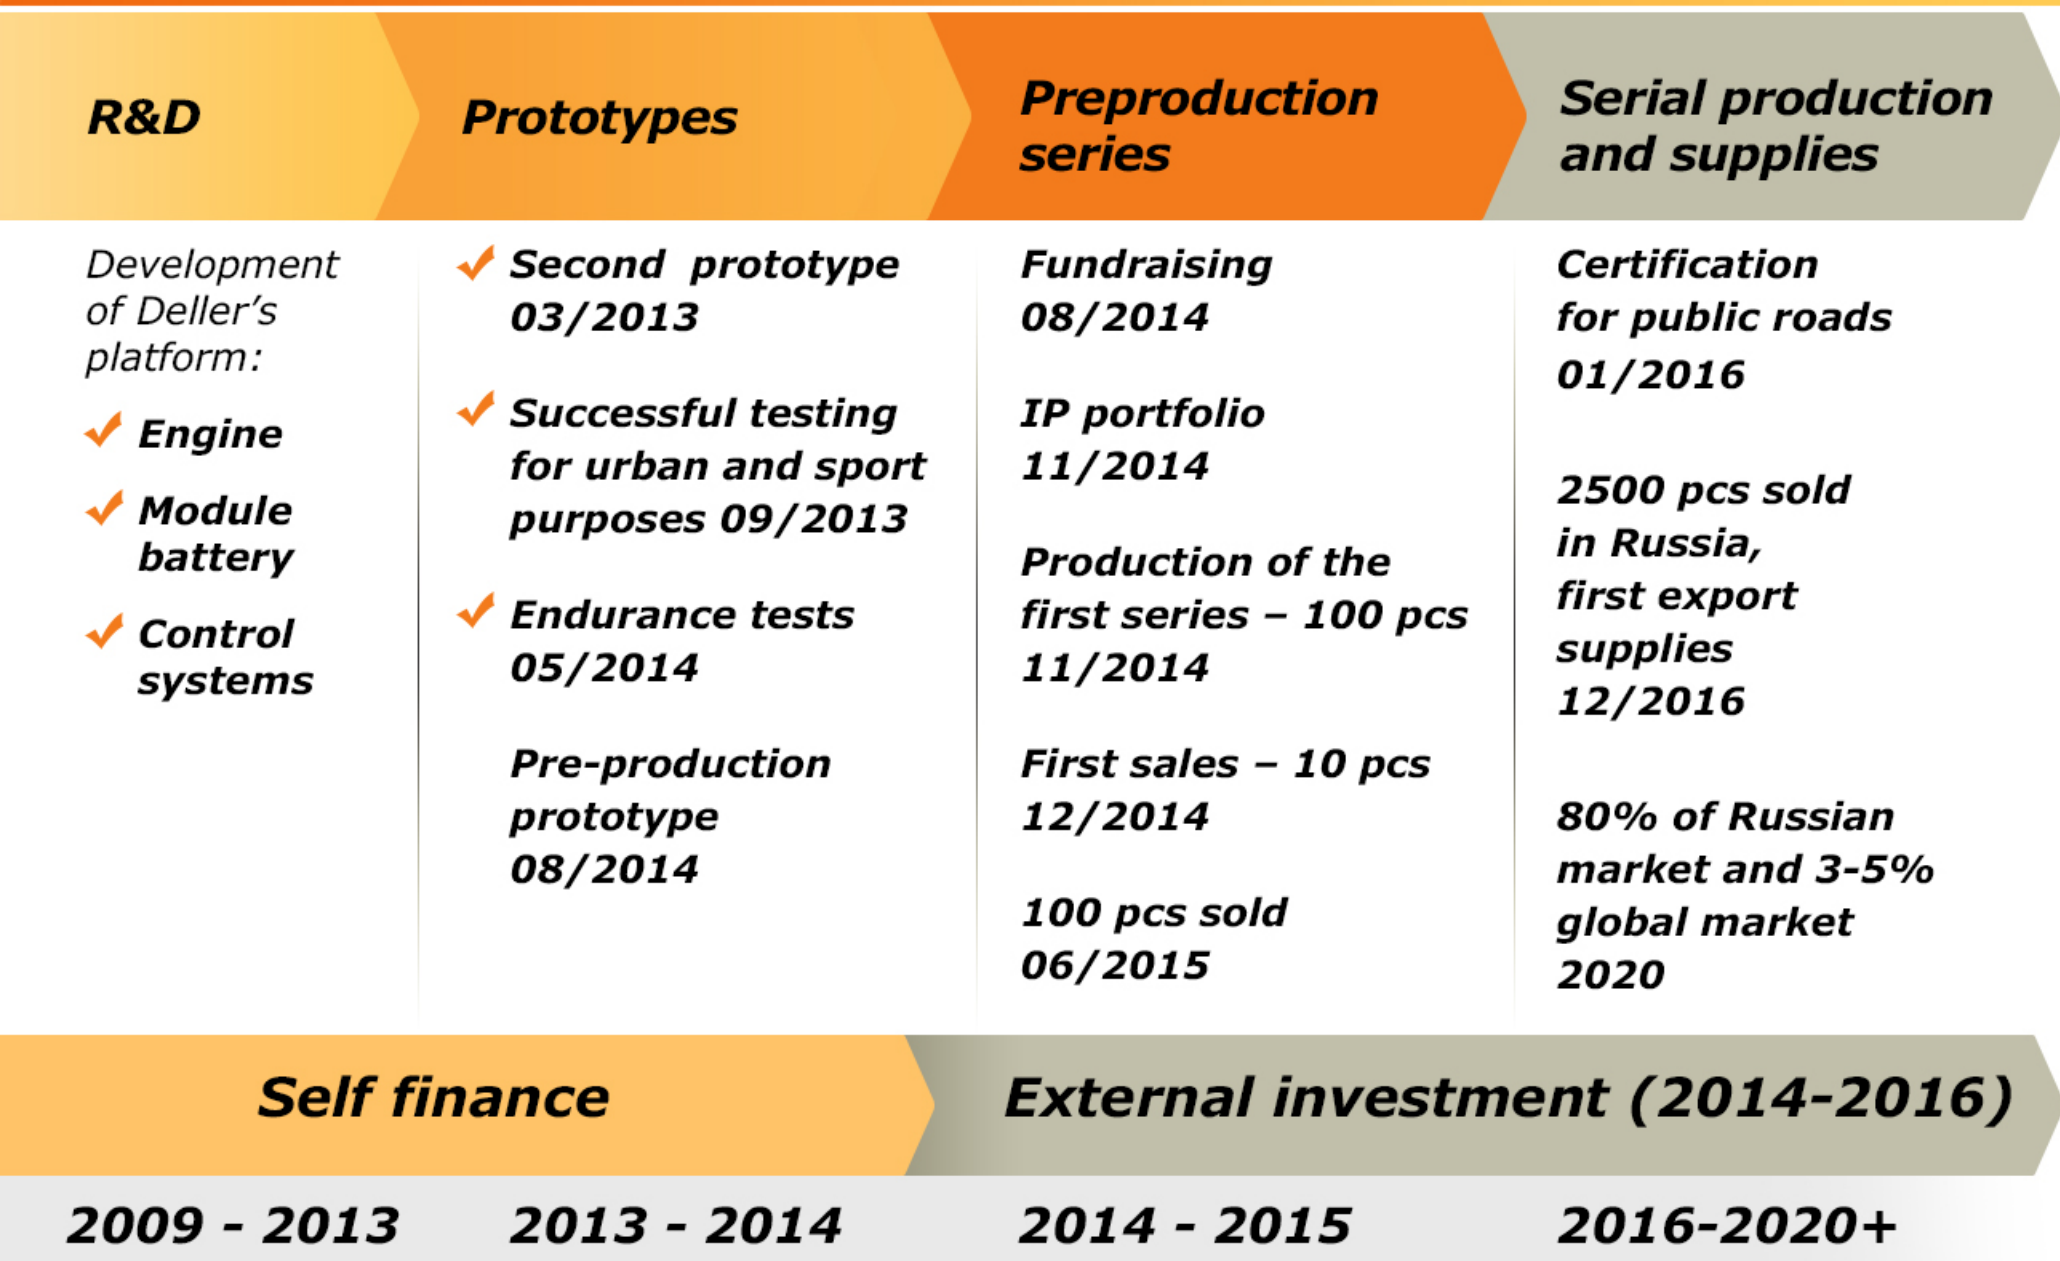 R&D
Prototypes
Preproduction
series
Serial production
and supplies
Development
of Deller’s
platform:
Engine
Module
battery
Control
systems
Second prototype
03/2013
Successful testing
for urban and sport
purposes 09/2013
Endurance tests
05/2014
Pre-production
prototype
08/2014
Fundraising
08/2014
IP portfolio
11/2014
Production of the
first series – 100 pcs
11/2014
First sales – 10 pcs
12/2014
100 pcs sold
06/2015
Certification
for public roads
01/2016
2500 pcs sold
in Russia,
first export
supplies
12/2016
80% of Russian
market and 3-5%
global market
2020
Self finance
External investment (2014-2016)
2009 - 2013
2013 - 2014
2014 - 2015
2016-2020+